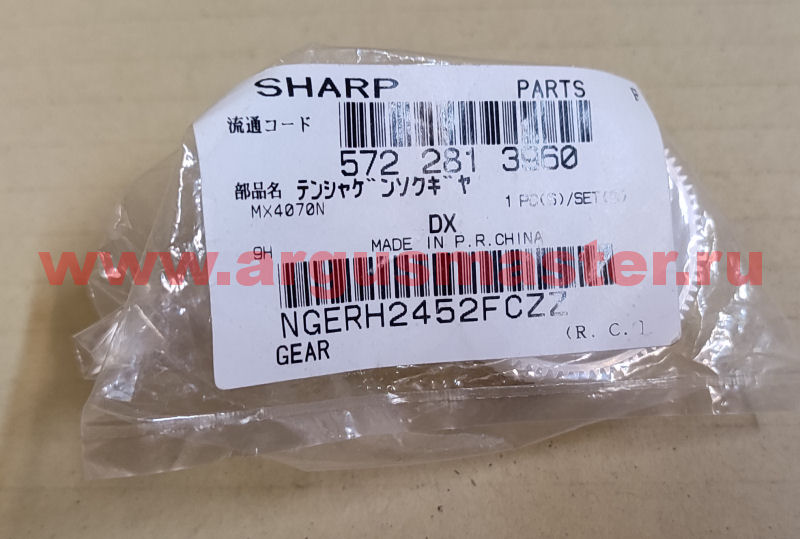 SHARP PARTS
流通コード
572 281 3960
部品名 テンシャゲンソクギヤ
MX4070N 1 PC(S)/SET(S)
DX
9H MADE IN P.R.CHINA
www.argusmaster.ru
NGERH2452FCZZ
GEAR (R. C.